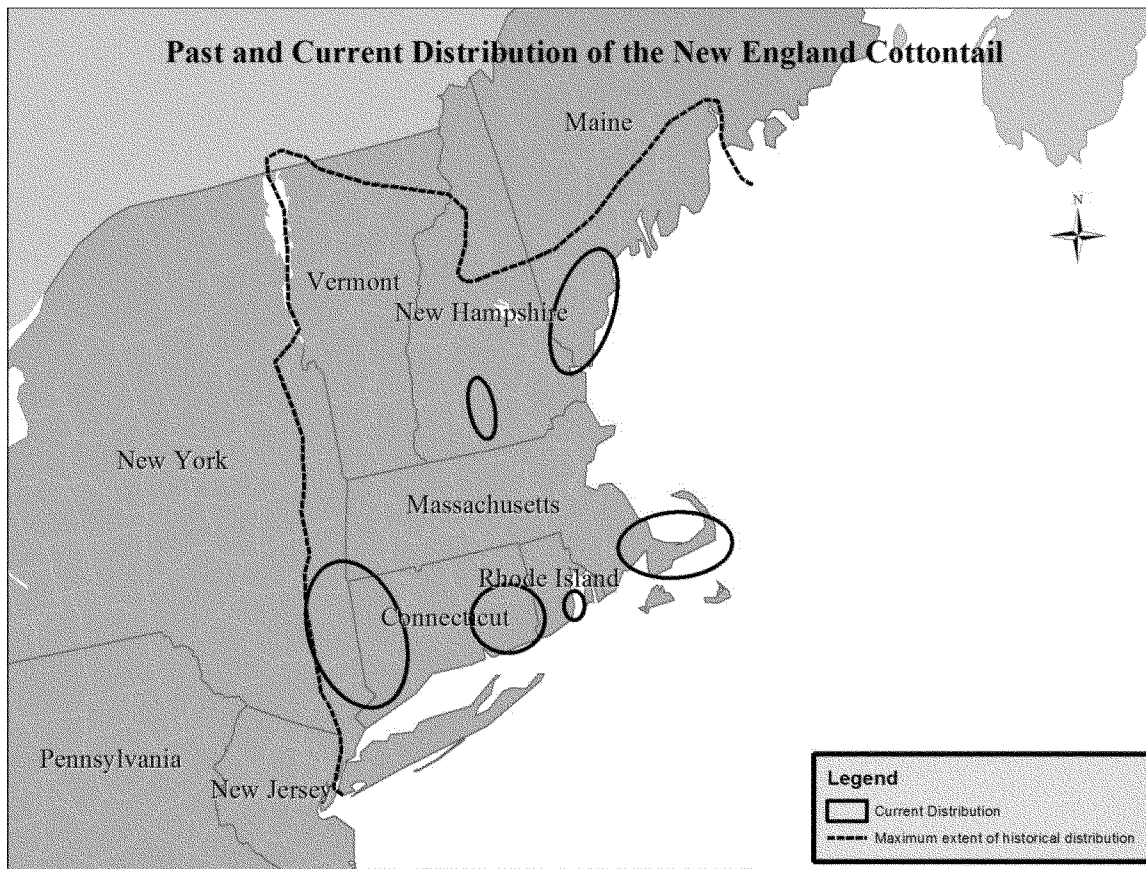 Past and Current Distribution of the New England Cottontail
Maine
N
Vermont
New Hampshire
New York
Massachusetts
Rhode Island
Connecticut
Pennsylvania
New Jersey
Legend
Current Distribution
Maximum extent of historical distribution